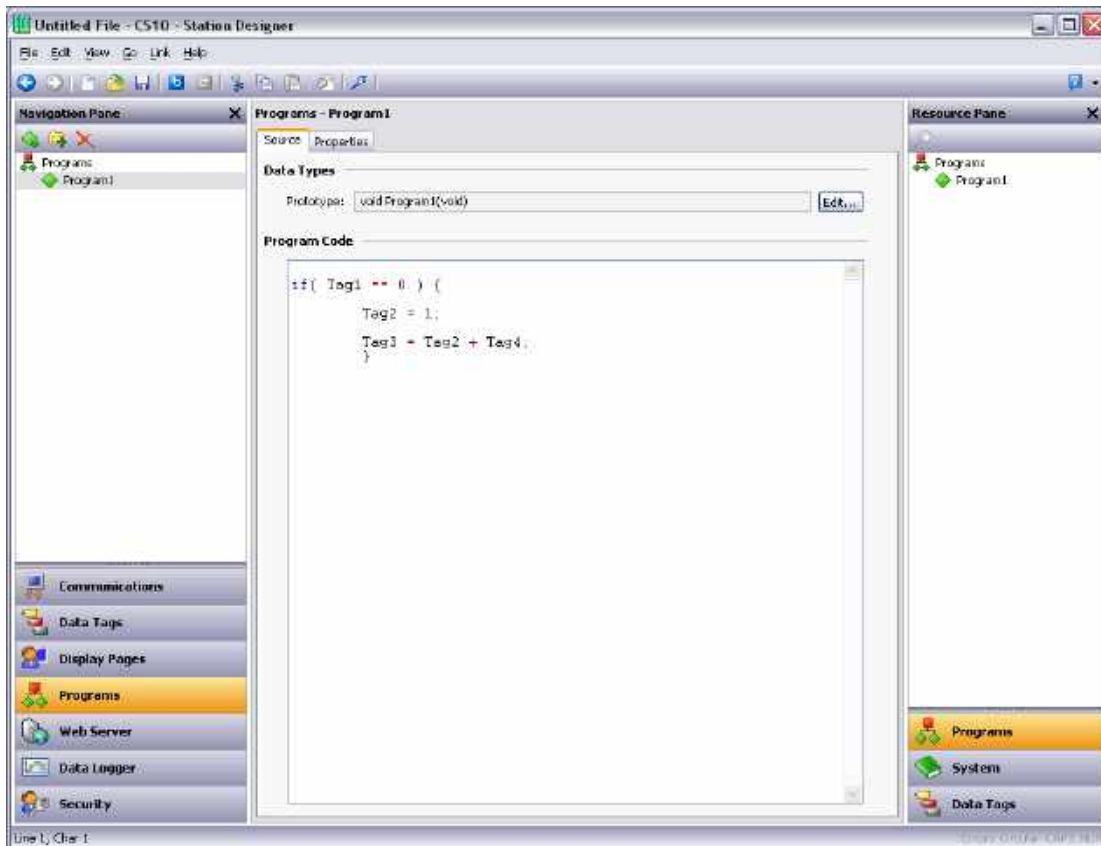 Untitled File - CS10 - Station Designer
File Edit View Go Link Help
Navigation Pane
Programs
Program1
Communications
Data Tags
Display Pages
Programs
Web Server
Data Logger
Security
Programs - Program1
Source Properties
Data Types
Prototype: void Program1(void) Edit...
Program Code
if( Tag1 == 0 ) {
Tag2 = 1;
Tag3 = Tag2 + Tag4;
}
Resource Pane
Programs
Program1
Programs
System
Data Tags
Line 1, Char 1